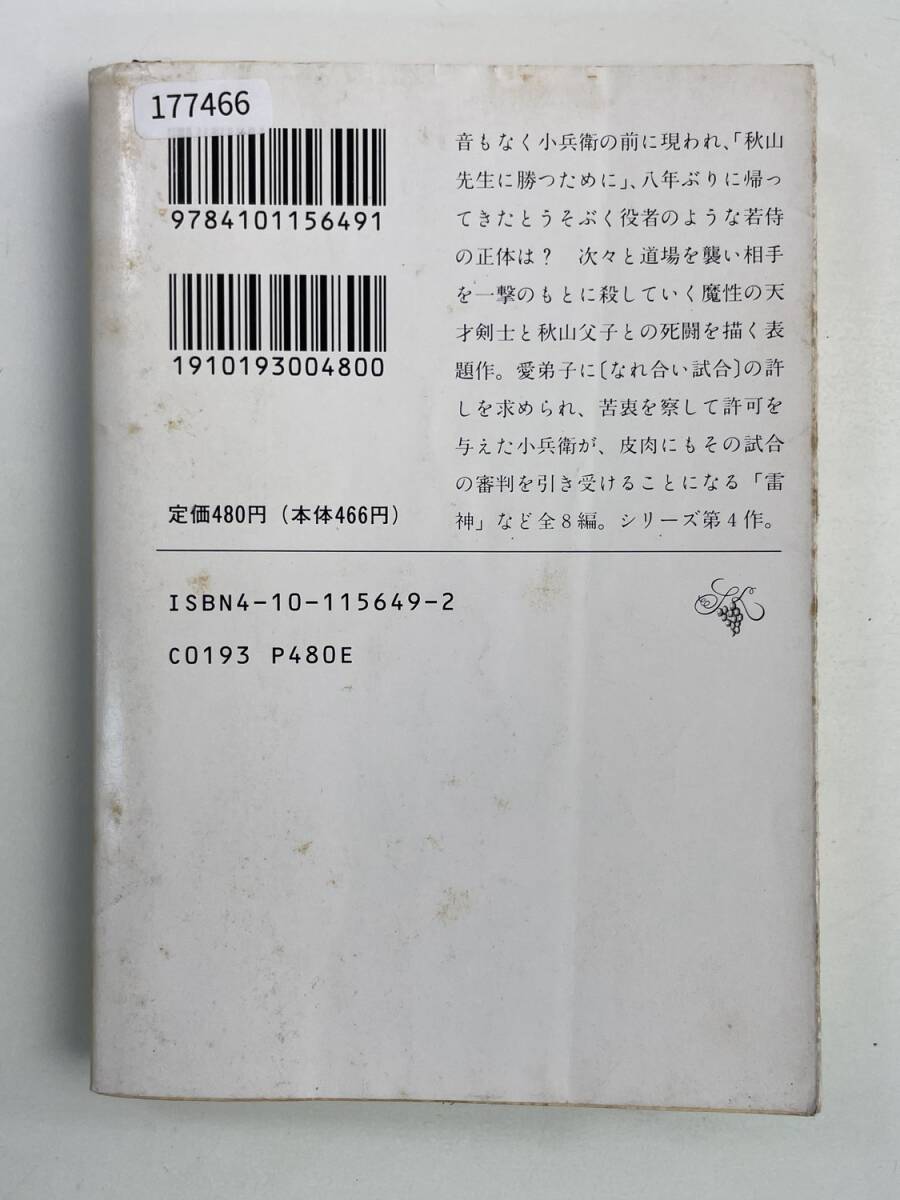 177466
9784101156491
1910193004800
定価480円（本体466円）
音もなく小兵衛の前に現われ、「秋山
先生に勝つために」、八年ぶりに帰っ
てきたとうそぶく役者のような若侍
の正体は？　次々と道場を襲い相手
を一撃のもとに殺していく魔性の天
才剣士と秋山父子との死闘を描く表
題作。愛弟子に〔なれ合い試合〕の許
しを求められ、苦衷を察して許可を
与えた小兵衛が、皮肉にもその試合
の審判を引き受けることになる「雷
神」など全８編。シリーズ第４作。
ISBN4-10-115649-2
C0193 P480E